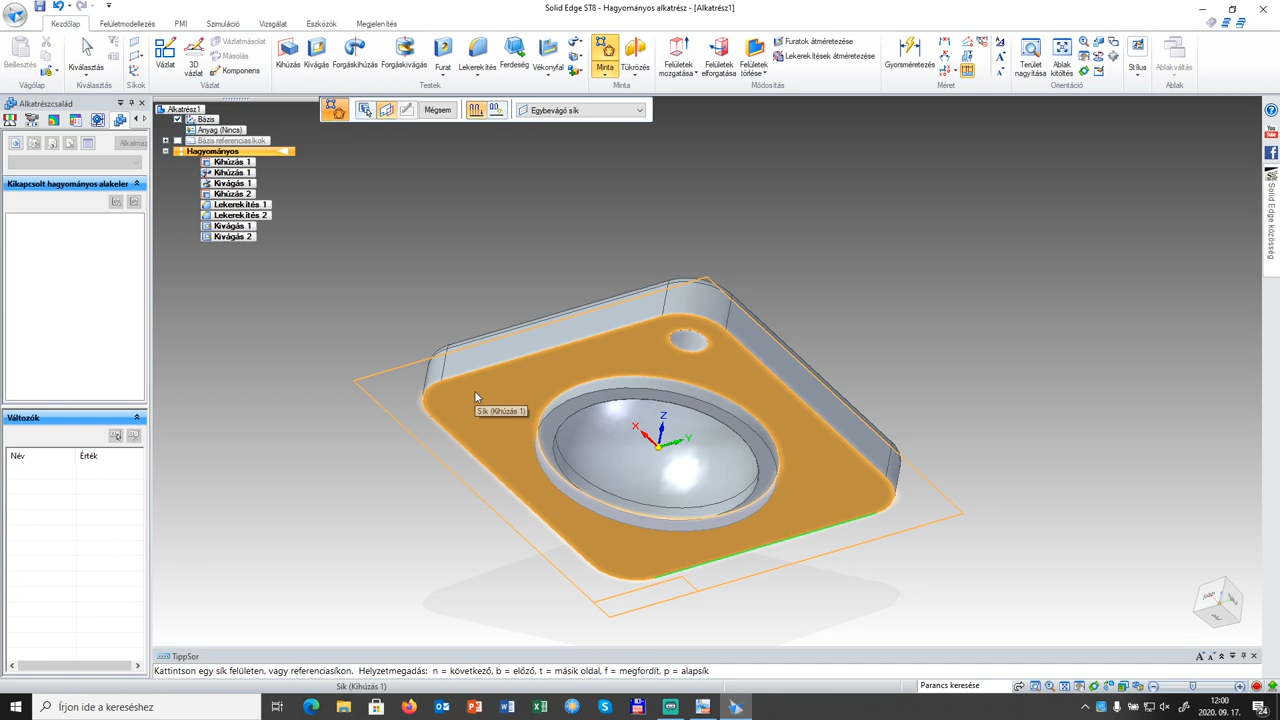 Solid Edge ST8 - Hagyományos alkatrész - [Alkatrész1]
Kezdőlap
Felületmodellezés
PMI
Szimuláció
Vizsgálat
Eszközök
Megjelenítés
Beillesztés
Kiválasztás
Vázlat
3D vázlat
Vázlatmásolat
Másolás
Komponens
Kihúzás
Kivágás
Forgáskihúzás
Forgáskivágás
Furat
Lekerekítés
Ferdeség
Vékonyfal
Minta
Tükrözés
Felületek mozgatása
Felületek elforgatása
Felületek törlése
Furatok átméretezése
Lekerekítések átméretezése
Gyorsméretezés
Terület nagyítása
Ablak kitöltés
Stílus
Ablakváltás
Vágólap
Kiválasztás
Síkok
Vázlat
Testek
Minta
Módosítás
Méret
Orientáció
Ablak
Alkatrészcsalád
Alkalmaz
Kikapcsolt hagyományos alakeler
Változók
Név
Érték
Mégsem
Egybevágó sík
Alkatrész1
Bázis
Anyag (Nincs)
Bázis referenciasíkok
Hagyományos
Kihúzás 1
Kihúzás 1
Kivágás 1
Kihúzás 2
Lekerekítés 1
Lekerekítés 2
Kivágás 1
Kivágás 2
Sík (Kihúzás 1)
X
Z
Y
Solid Edge közösség
TippSor
Kattintson egy sík felületen, vagy referenciasíkon. Helyzetmegadás: n = következő, b = előző, t = másik oldal, f = megfordít, p = alapsík
Sík (Kihúzás 1)
Parancs keresése
Írjon ide a kereséshez
12:00
2020. 09. 17.
24